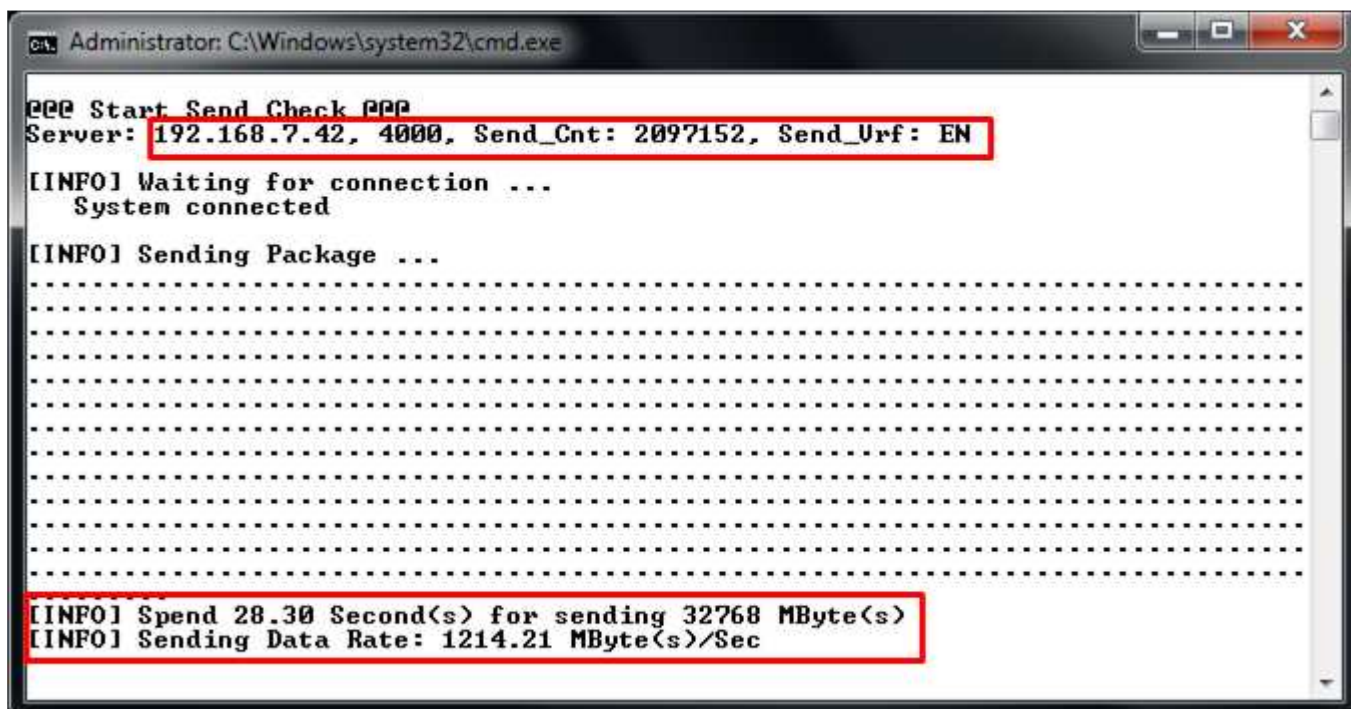 Administrator: C:\Windows\system32\cmd.exe
@@@ Start Send Check @@@
Server: 192.168.7.42, 4000, Send_Cnt: 2097152, Send_Vrf: EN
[INFO] Waiting for connection ...
System connected
[INFO] Sending Package ...
[INFO] Spend 28.30 Second(s) for sending 32768 MByte(s)
[INFO] Sending Data Rate: 1214.21 MByte(s)/Sec